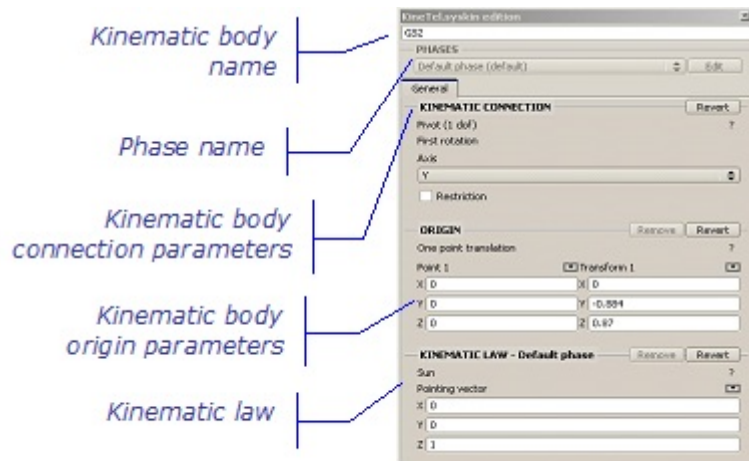 Kinematic body
name
Phase name
Kinematic body
connection parameters
Kinematic body
origin parameters
Kinematic law
KineTel.syskin edition
GS2
PHASES
Default phase (default)
Edit
General
KINEMATIC CONNECTION
Revert
Pivot (1 dof)
?
First rotation
Axis
Y
Restriction
ORIGIN
Remove
Revert
One point translation
?
Point 1
Transform 1
X 0
X 0
Y 0
Y -0.884
Z 0
Z 0.87
KINEMATIC LAW - Default phase
Remove
Revert
Sun
?
Pointing vector
X 0
Y 0
Z 1